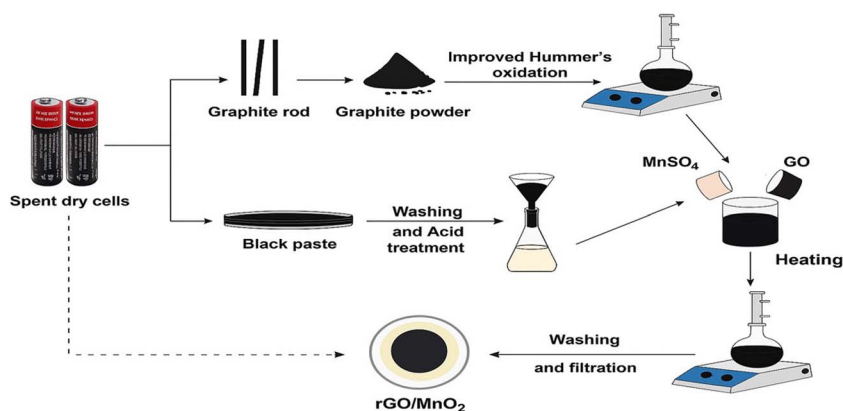 Improved Hummer's
oxidation
Graphite rod
Graphite powder
MnSO₄
GO
Spent dry cells
Washing
and Acid
treatment
Black paste
Heating
Washing
and filtration
rGO/MnO₂